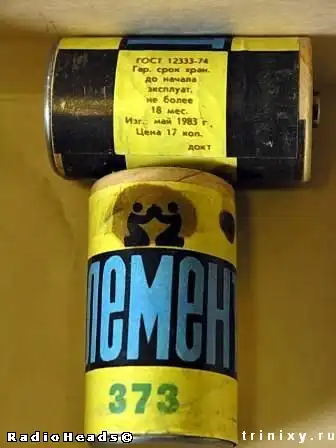 ГОСТ 12333-74
Гар. срок хран.
до начала
эксплуат.
не более
18 мес.
Изг. май 1983 г.
Цена 17 коп.
докт
ЛЕМЕН
373
RadioHeads©
trinixy.ru